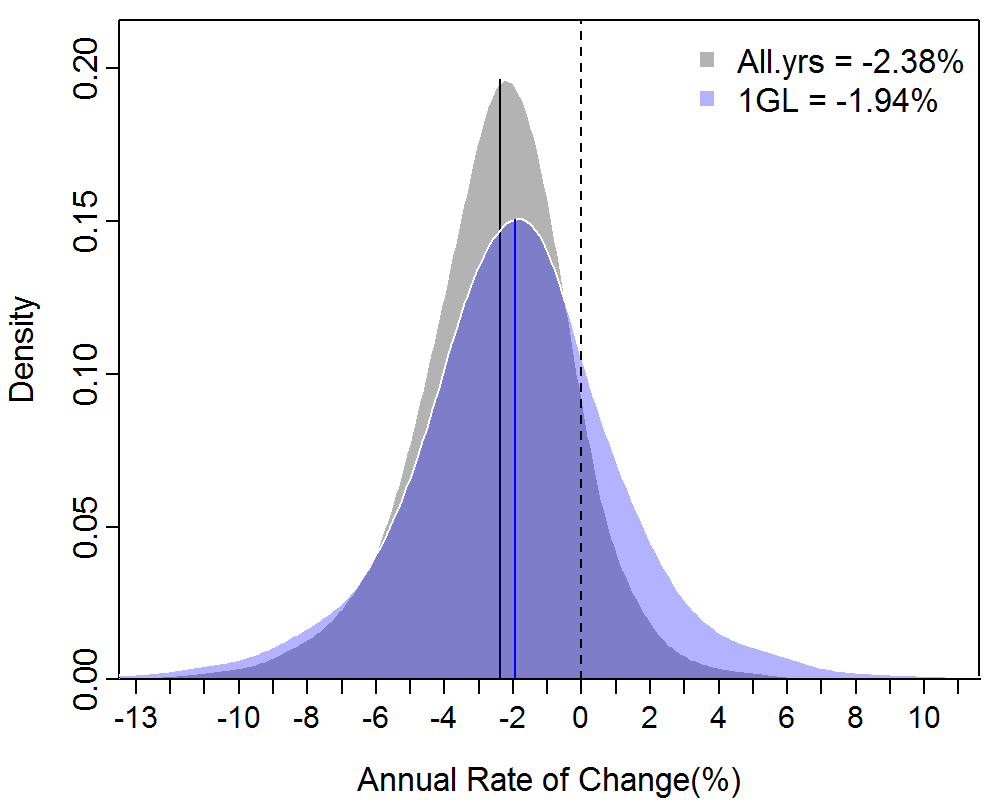 All.yrs = -2.38%
1GL = -1.94%
Density
0.20
0.15
0.10
0.05
0.00
-13 -10 -8 -6 -4 -2 0 2 4 6 8 10
Annual Rate of Change(%)